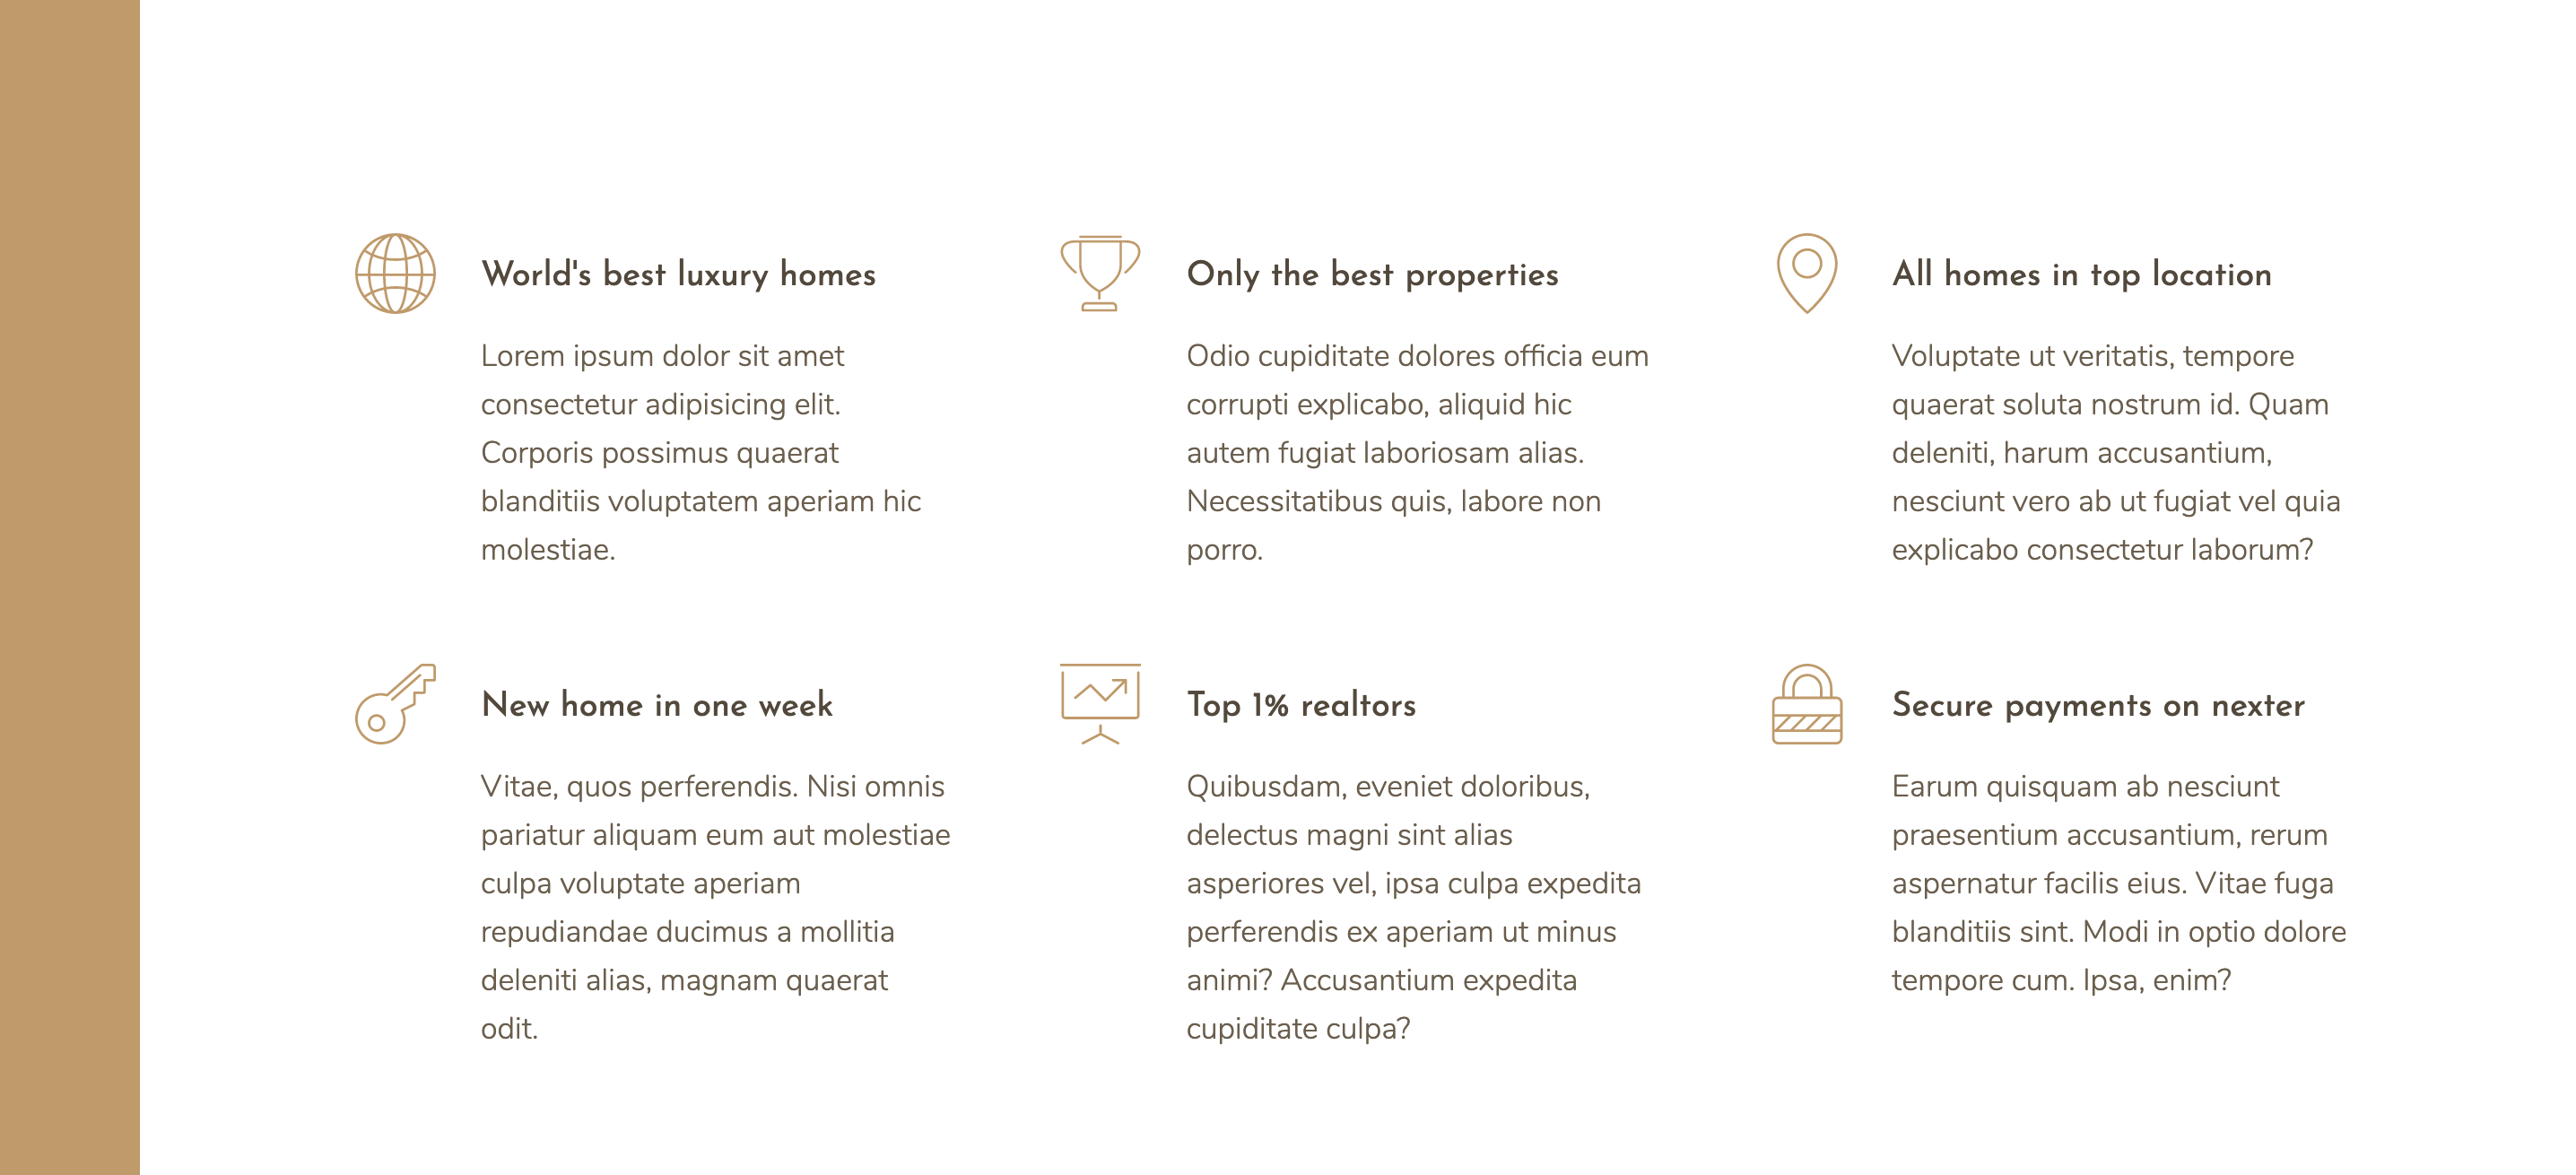 World's best luxury homes
Lorem ipsum dolor sit amet
consectetur adipisicing elit.
Corporis possimus quaerat
blanditiis voluptatem aperiam hic
molestiae.
Only the best properties
Odio cupiditate dolores officia eum
corrupti explicabo, aliquid hic
autem fugiat laboriosam alias.
Necessitatibus quis, labore non
porro.
All homes in top location
Voluptate ut veritatis, tempore
quaerat soluta nostrum id. Quam
deleniti, harum accusantium,
nesciunt vero ab ut fugiat vel quia
explicabo consectetur laborum?
New home in one week
Vitae, quos perferendis. Nisi omnis
pariatur aliquam eum aut molestiae
culpa voluptate aperiam
repudiandae ducimus a mollitia
deleniti alias, magnam quaerat
odit.
Top 1% realtors
Quibusdam, eveniet doloribus,
delectus magni sint alias
asperiores vel, ipsa culpa expedita
perferendis ex aperiam ut minus
animi? Accusantium expedita
cupiditate culpa?
Secure payments on nexter
Earum quisquam ab nesciunt
praesentium accusantium, rerum
aspernatur facilis eius. Vitae fuga
blanditiis sint. Modi in optio dolore
tempore cum. Ipsa, enim?